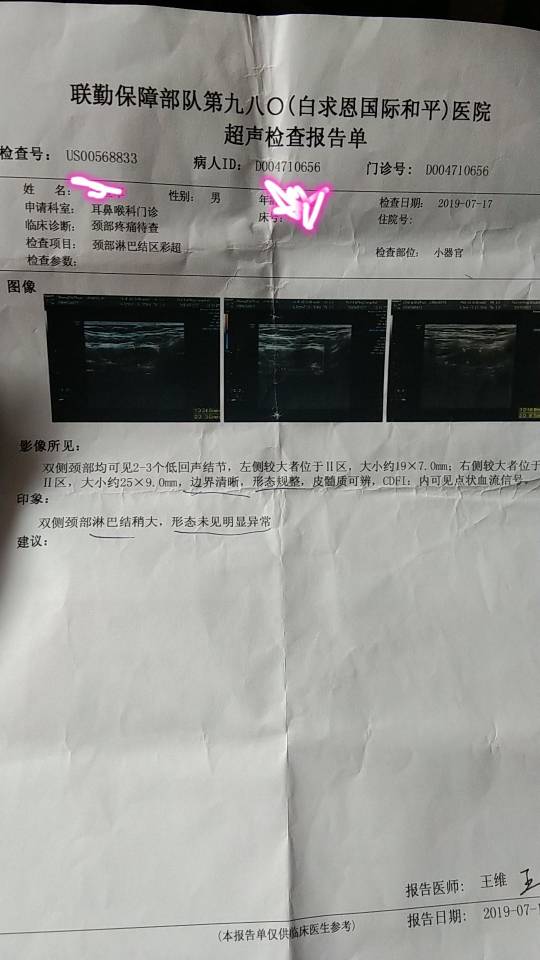 联勤保障部队第九八〇(白求恩国际和平)医院
超声检查报告单
检查号： US00568833 病人ID： D004710656 门诊号： D004710656
姓 名： 性别： 男 年 检查日期： 2019-07-17
申请科室： 耳鼻喉科门诊 床号： 住院号：
临床诊断： 颈部疼痛待查
检查项目： 颈部淋巴结区彩超 检查部位： 小器官
检查参数：
图像
影像所见：
双侧颈部均可见2-3个低回声结节，左侧较大者位于Ⅱ区，大小约19×7.0mm；右侧较大者位于
Ⅱ区，大小约25×9.0mm，边界清晰，形态规整，皮髓质可辨，CDFI：内可见点状血流信号。
印象：
双侧颈部淋巴结稍大，形态未见明显异常
建议：
报告医师： 王维 王
报告日期： 2019-07-1
(本报告单仅供临床医生参考)